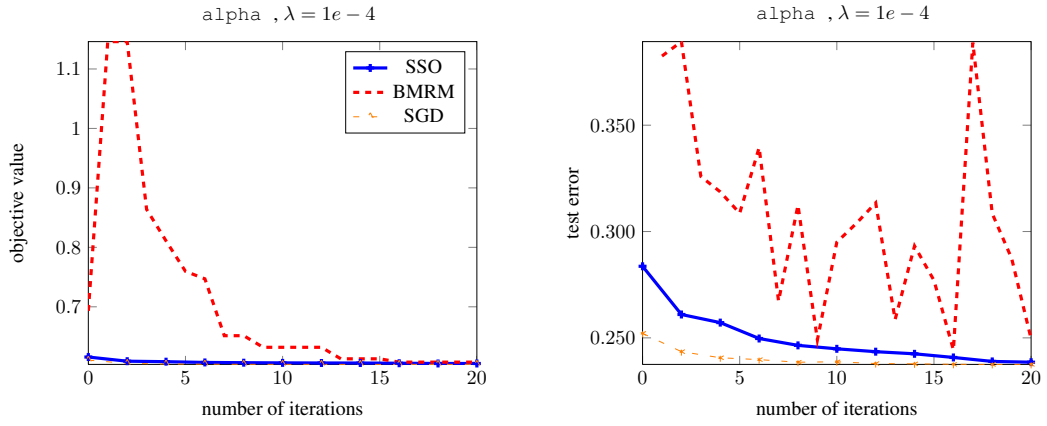 alpha , λ = 1e − 4
1.1
1
0.9
0.8
0.7
0
5
10
15
20
objective value
number of iterations
SSO
BMRM
SGD
alpha , λ = 1e − 4
0.350
0.300
0.250
0
5
10
15
20
test error
number of iterations